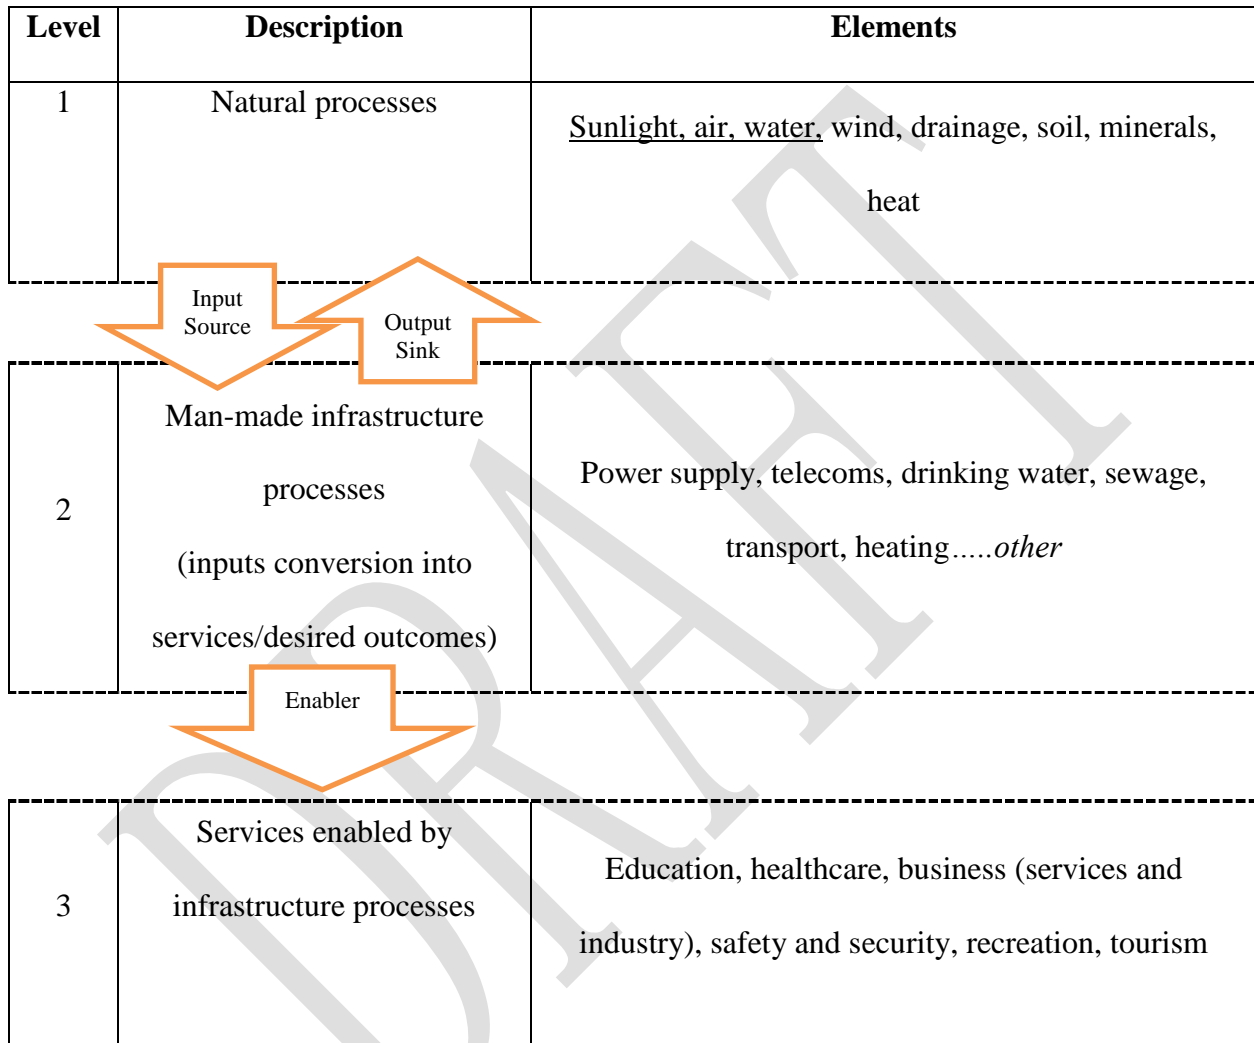 Level Description Elements
1 Natural processes
Sunlight, air, water, wind, drainage, soil, minerals,
heat
Input
Source
Output
Sink
2
Man-made infrastructure
processes
(inputs conversion into
services/desired outcomes)
Power supply, telecoms, drinking water, sewage,
transport, heating…..other
Enabler
3
Services enabled by
infrastructure processes
Education, healthcare, business (services and
industry), safety and security, recreation, tourism
DRAFT